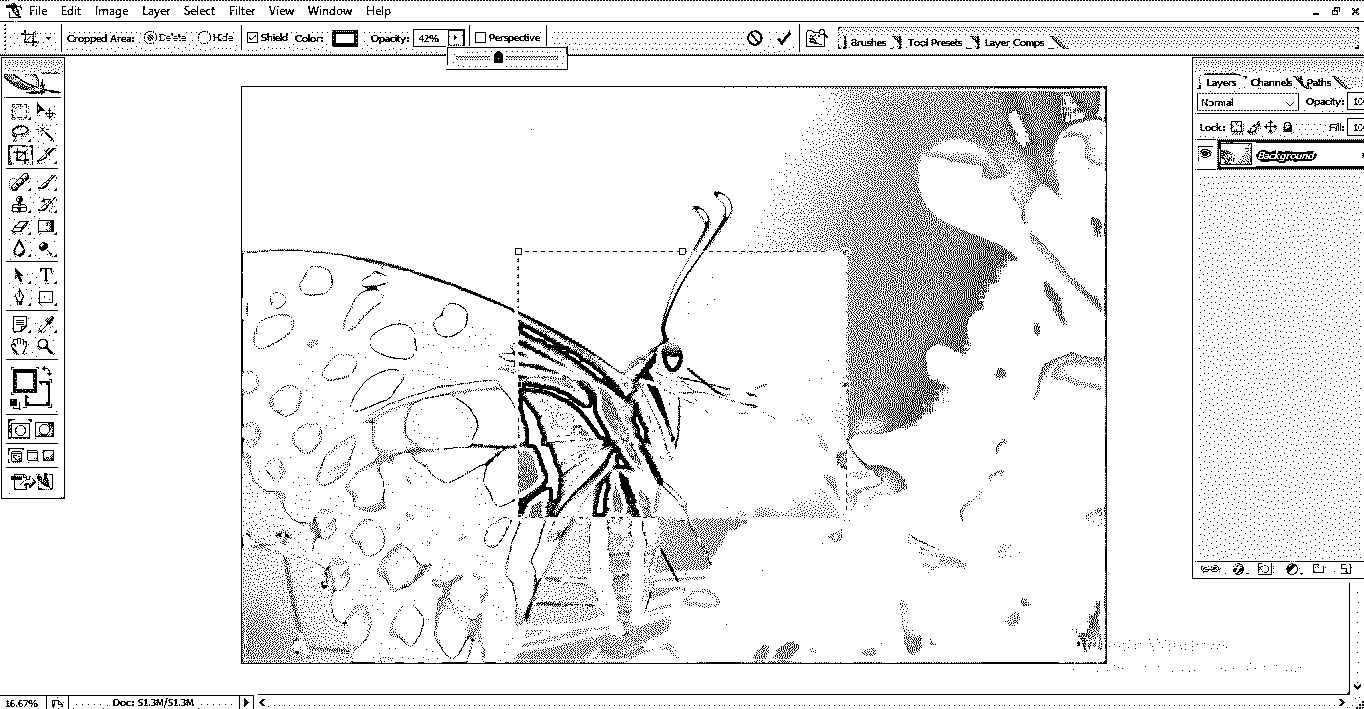 File Edit Image Layer Select Filter View Window Help
Cropped Area: Delete Hide Shield Color: Opacity: 42% Perspective Brushes Tool Presets Layer Comps
Layers Channels Paths
Normal Opacity: 10
Lock: Fill: 10
Background
16.67% Doc: 51.3M/51.3M